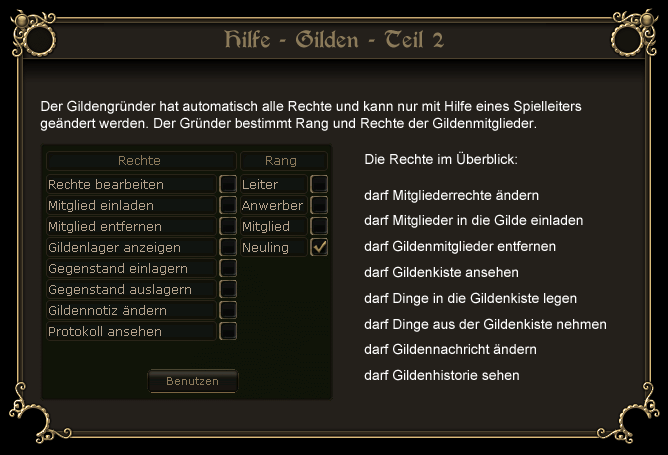 Hilfe - Gilden - Teil 2
Der Gildengründer hat automatisch alle Rechte und kann nur mit Hilfe eines Spielleiters
geändert werden. Der Gründer bestimmt Rang und Rechte der Gildenmitglieder.
Rechte Rang
Rechte bearbeiten Leiter
Mitglied einladen Anwerber
Mitglied entfernen Mitglied
Gildenlager anzeigen Neuling
Gegenstand einlagern
Gegenstand auslagern
Gildennotiz ändern
Protokoll ansehen
Benutzen
Die Rechte im Überblick:
darf Mitgliederrechte ändern
darf Mitglieder in die Gilde einladen
darf Gildenmitglieder entfernen
darf Gildenkiste ansehen
darf Dinge in die Gildenkiste legen
darf Dinge aus der Gildenkiste nehmen
darf Gildennachricht ändern
darf Gildenhistorie sehen